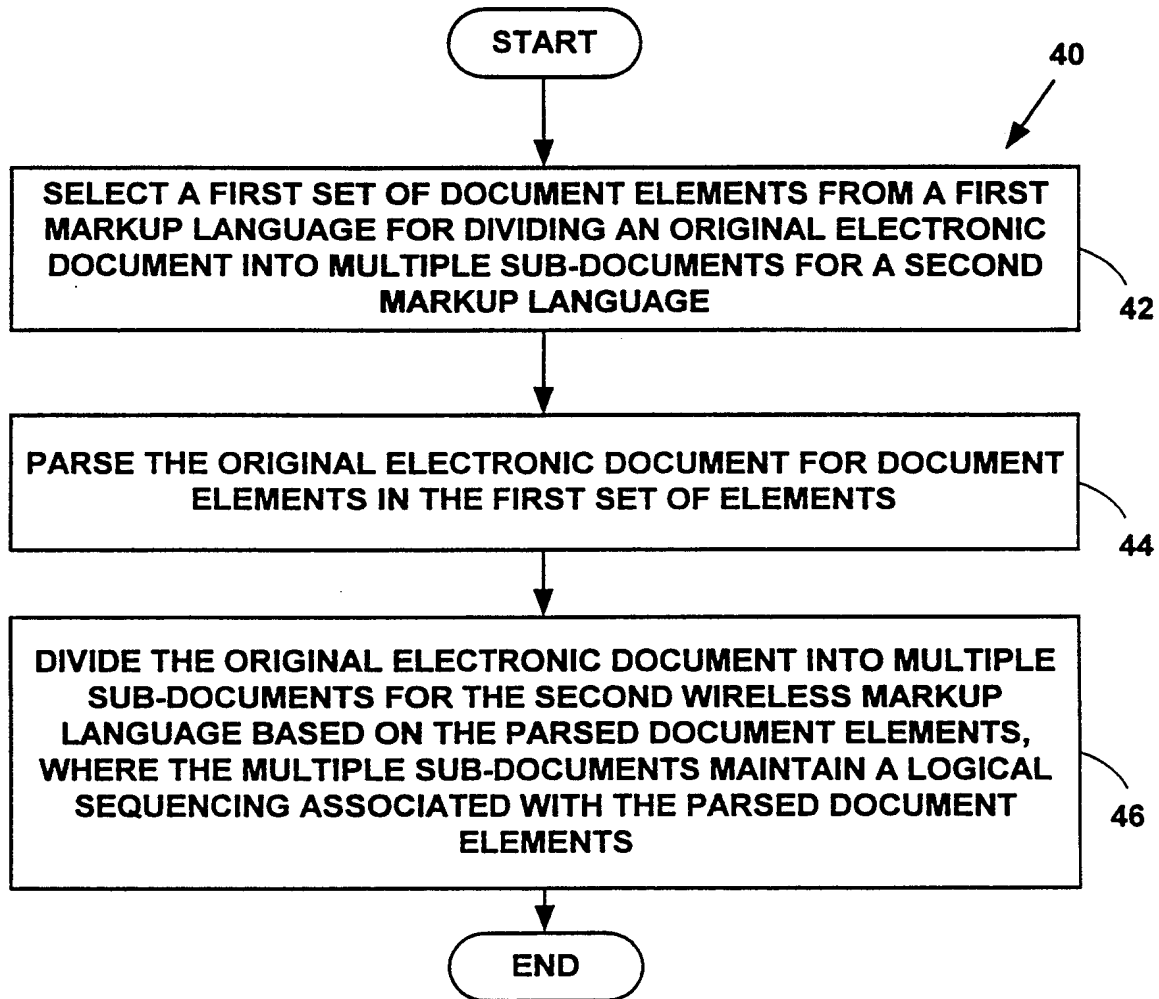 START
40
SELECT A FIRST SET OF DOCUMENT ELEMENTS FROM A FIRST
MARKUP LANGUAGE FOR DIVIDING AN ORIGINAL ELECTRONIC
DOCUMENT INTO MULTIPLE SUB-DOCUMENTS FOR A SECOND
MARKUP LANGUAGE
42
PARSE THE ORIGINAL ELECTRONIC DOCUMENT FOR DOCUMENT
ELEMENTS IN THE FIRST SET OF ELEMENTS
44
DIVIDE THE ORIGINAL ELECTRONIC DOCUMENT INTO MULTIPLE
SUB-DOCUMENTS FOR THE SECOND WIRELESS MARKUP
LANGUAGE BASED ON THE PARSED DOCUMENT ELEMENTS,
WHERE THE MULTIPLE SUB-DOCUMENTS MAINTAIN A LOGICAL
SEQUENCING ASSOCIATED WITH THE PARSED DOCUMENT
ELEMENTS
46
END